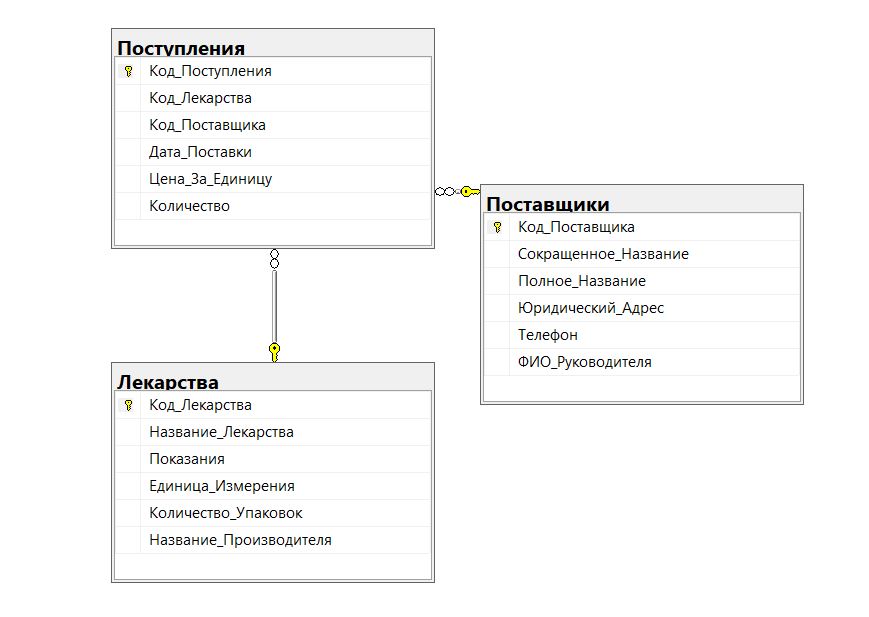 Поступления
Код_Поступления
Код_Лекарства
Код_Поставщика
Дата_Поставки
Цена_За_Единицу
Количество
Поставщики
Код_Поставщика
Сокращенное_Название
Полное_Название
Юридический_Адрес
Телефон
ФИО_Руководителя
Лекарства
Код_Лекарства
Название_Лекарства
Показания
Единица_Измерения
Количество_Упаковок
Название_Производителя